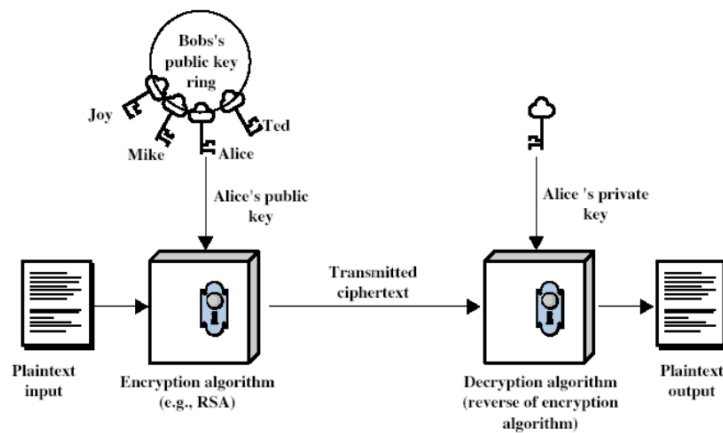 Bobs's
public key
ring
Joy
Ted
Mike
Alice
Alice's public
key
Alice 's private
key
Transmitted
ciphertext
Plaintext
input
Encryption algorithm
(e.g., RSA)
Decryption algorithm
(reverse of encryption
algorithm)
Plaintext
output